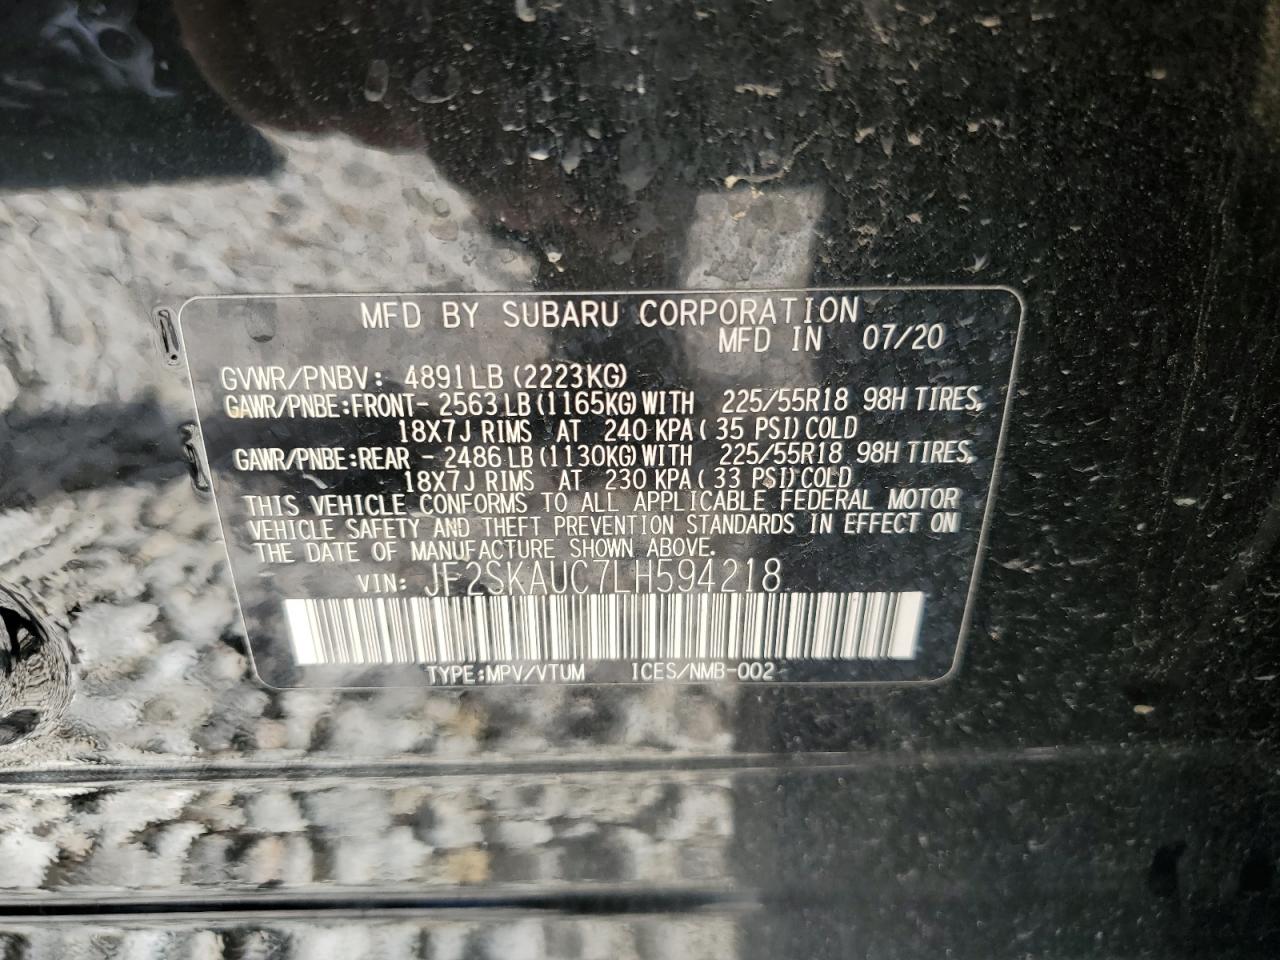 MFD BY SUBARU CORPORATION
MFD IN 07/20
GVWR/PNBV: 4891LB (2223KG)
GAWR/PNBE:FRONT- 2563LB (1165KG) WITH 225/55R18 98H TIRES,
18X7J RIMS AT 240 KPA( 35 PSI) COLD
GAWR/PNBE:REAR - 2486LB (1130KG) WITH 225/55R18 98H TIRES,
18X7J RIMS AT 230 KPA( 33 PSI) COLD
THIS VEHICLE CONFORMS TO ALL APPLICABLE FEDERAL MOTOR
VEHICLE SAFETY AND THEFT PREVENTION STANDARDS IN EFFECT ON
THE DATE OF MANUFACTURE SHOWN ABOVE.
VIN: JF2SKAUC7LH594218
TYPE:MPV/VTUM ICES/NMB-002